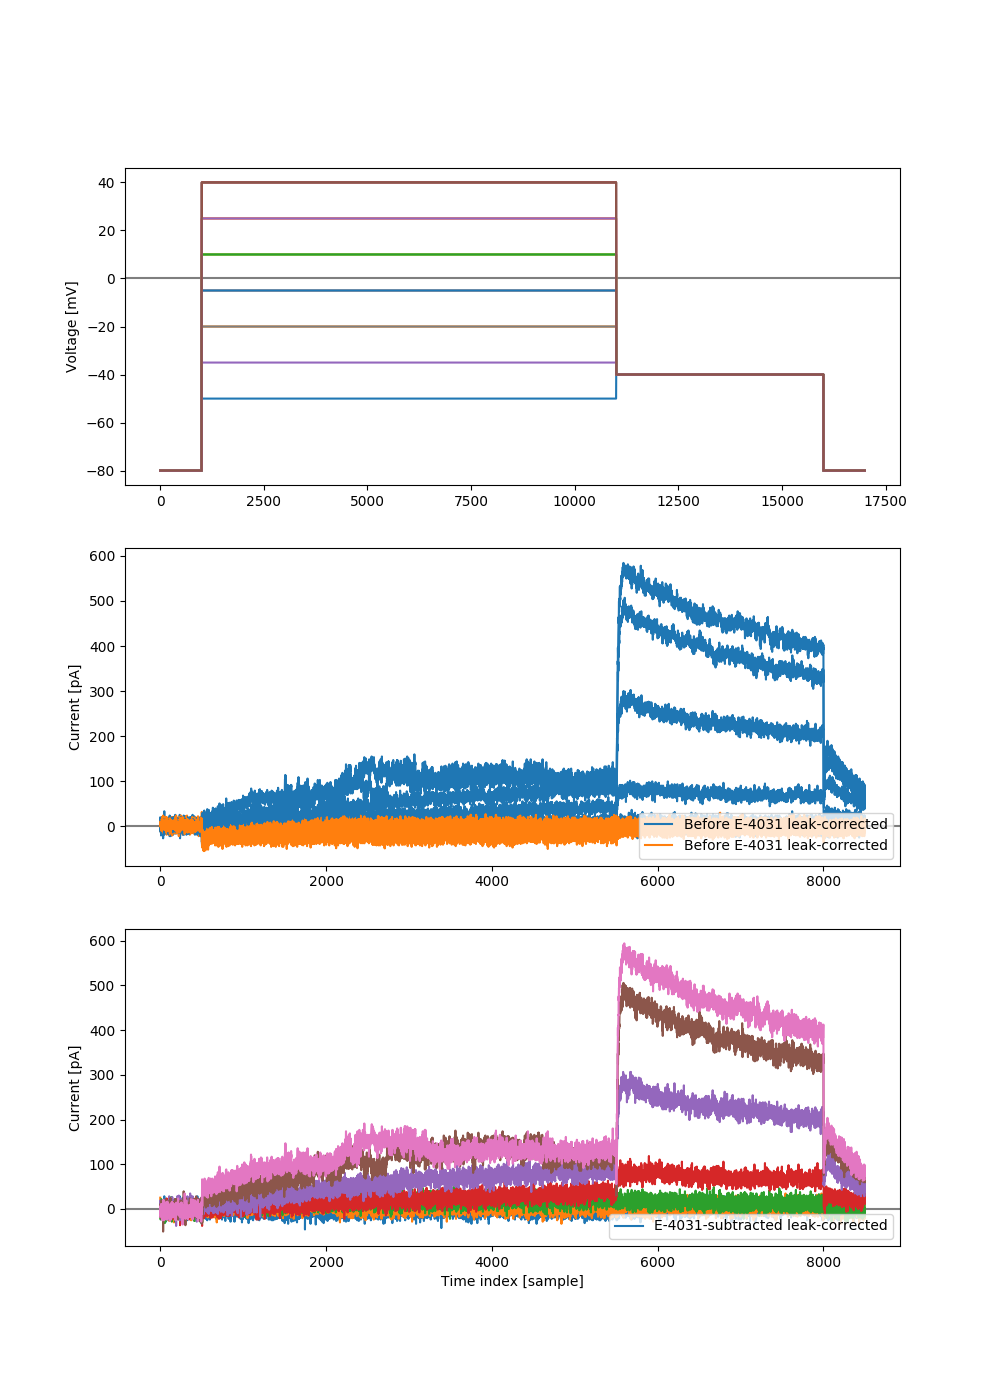 40
20
0
−20
−40
−60
−80
Voltage [mV]
0 2500 5000 7500 10000 12500 15000 17500
600
500
400
300
200
100
0
Current [pA]
Before E-4031 leak-corrected
Before E-4031 leak-corrected
0 2000 4000 6000 8000
600
500
400
300
200
100
0
Current [pA]
E-4031-subtracted leak-corrected
0 2000 4000 6000 8000
Time index [sample]